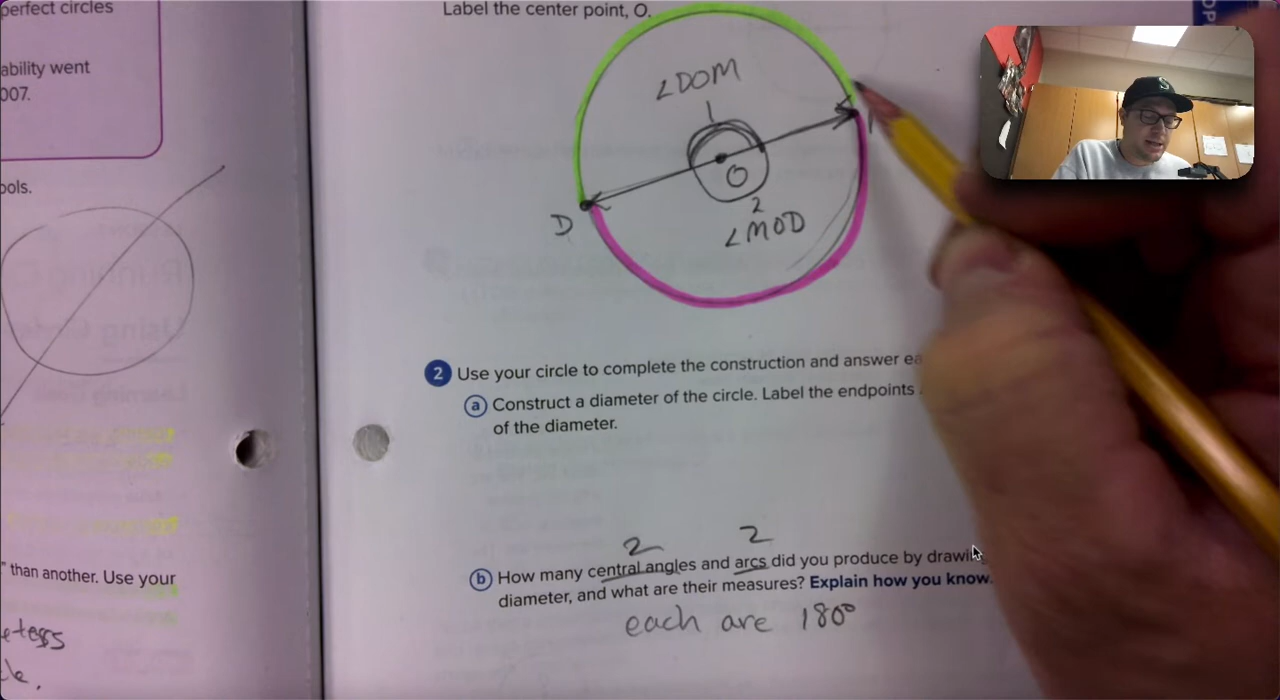 perfect circles
ability went
007.
ools.
" than another. Use your
cle.
OP
Label the center point, O.
∠DOM
1
O
D
2
∠MOD
2 Use your circle to complete the construction and answer ea
a Construct a diameter of the circle. Label the endpoints
of the diameter.
2 2
b How many central angles and arcs did you produce by drawi
diameter, and what are their measures? Explain how you know.
each are 180°